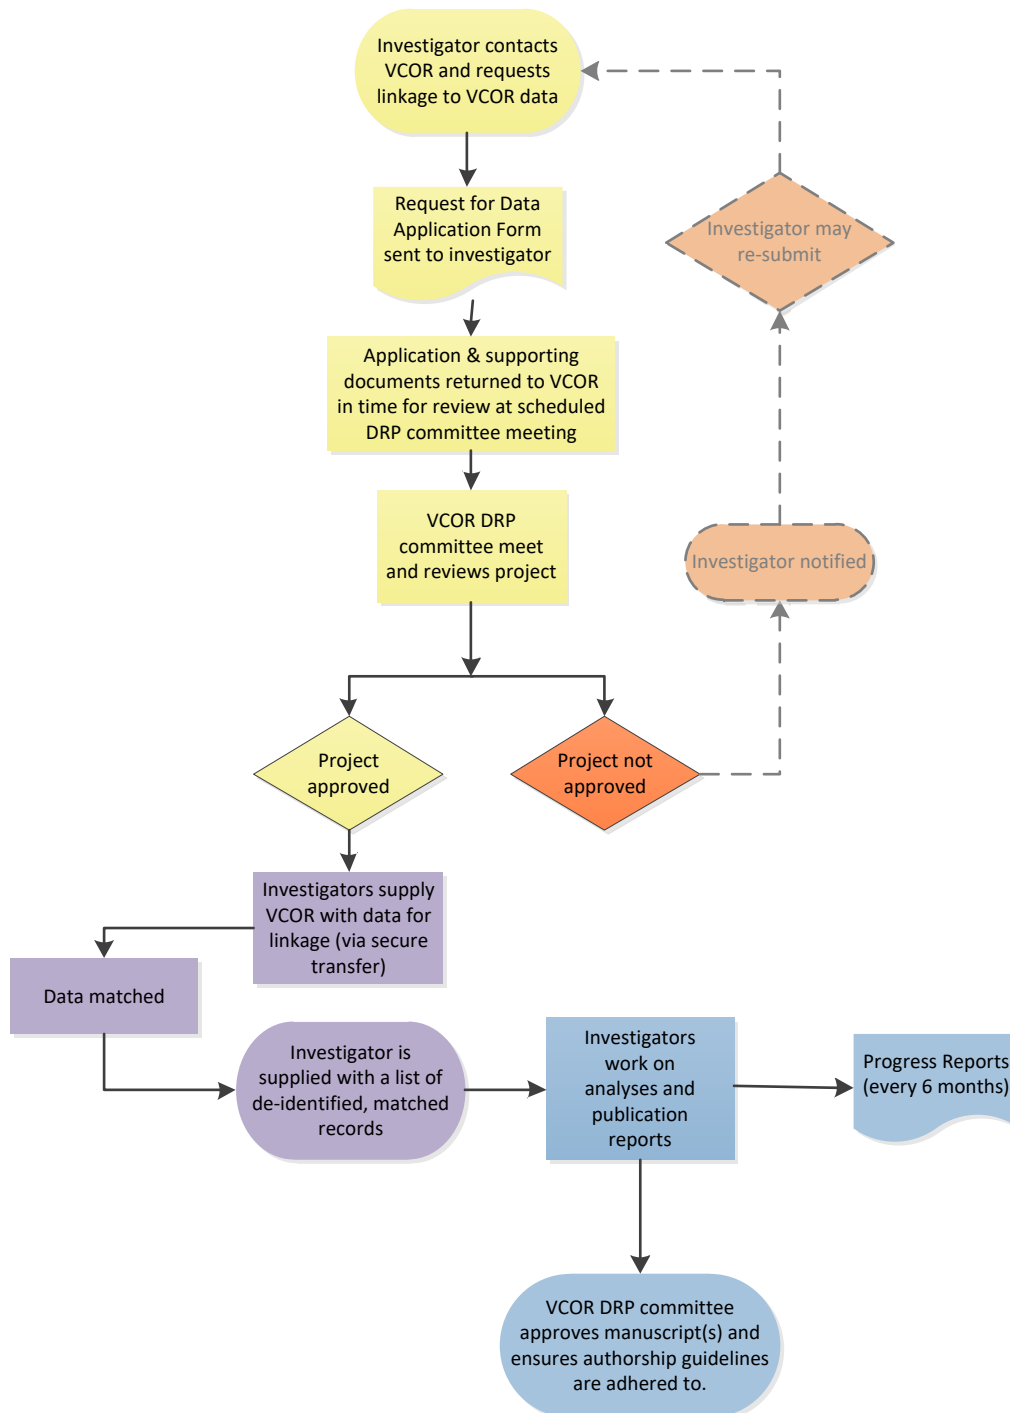 Investigator contacts
VCOR and requests
linkage to VCOR data
Request for Data
Application Form
sent to investigator
Investigator may
re-submit
Application & supporting
documents returned to VCOR
in time for review at scheduled
DRP committee meeting
VCOR DRP
committee meet
and reviews project
Investigator notified
Project
approved
Project not
approved
Investigators supply
VCOR with data for
linkage (via secure
transfer)
Data matched
Investigator is
supplied with a list of
de-identified, matched
records
Investigators
work on
analyses and
publication
reports
Progress Reports
(every 6 months)
VCOR DRP committee
approves manuscript(s) and
ensures authorship guidelines
are adhered to.